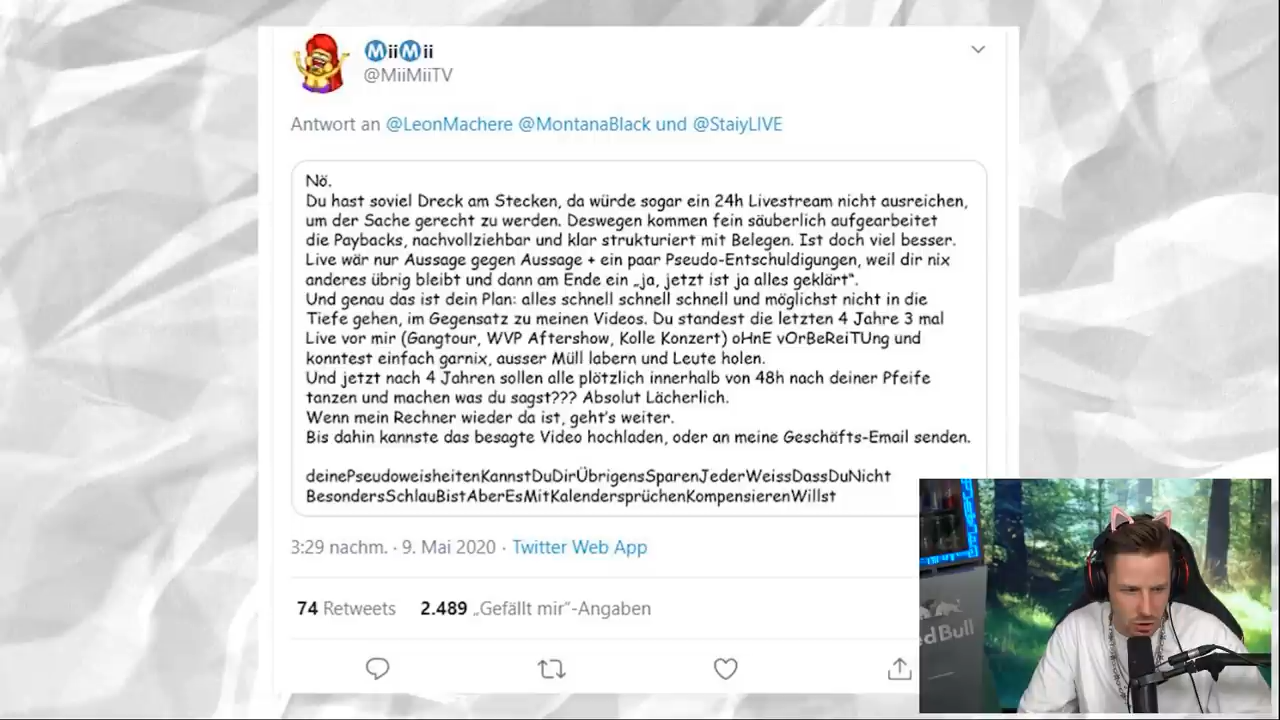 ⓂiiⓂii
@MiiMiiTV
Antwort an @LeonMachere @MontanaBlack und @StaiyLIVE
Nö.
Du hast soviel Dreck am Stecken, da würde sogar ein 24h Livestream nicht ausreichen,
um der Sache gerecht zu werden. Deswegen kommen fein säuberlich aufgearbeitet
die Paybacks, nachvollziehbar und klar strukturiert mit Belegen. Ist doch viel besser.
Live wär nur Aussage gegen Aussage + ein paar Pseudo-Entschuldigungen, weil dir nix
anderes übrig bleibt und dann am Ende ein „ja, jetzt ist ja alles geklärt“.
Und genau das ist dein Plan: alles schnell schnell schnell und möglichst nicht in die
Tiefe gehen, im Gegensatz zu meinen Videos. Du standest die letzten 4 Jahre 3 mal
Live vor mir (Gangtour, WVP Aftershow, Kolle Konzert) oHnE vOrBeReiTUng und
konntest einfach garnix, ausser Müll labern und Leute holen.
Und jetzt nach 4 Jahren sollen alle plötzlich innerhalb von 48h nach deiner Pfeife
tanzen und machen was du sagst??? Absolut Lächerlich.
Wenn mein Rechner wieder da ist, geht's weiter.
Bis dahin kannste das besagte Video hochladen, oder an meine Geschäfts-Email senden.
deinePseudoweisheitenKannstDuDirÜbrigensSparenJederWeissDassDuNicht
BesondersSchlauBistAberEsMitKalendersprüchenKompensierenWillst
3:29 nachm. · 9. Mai 2020 · Twitter Web App
74 Retweets 2.489 „Gefällt mir“-Angaben
edBull